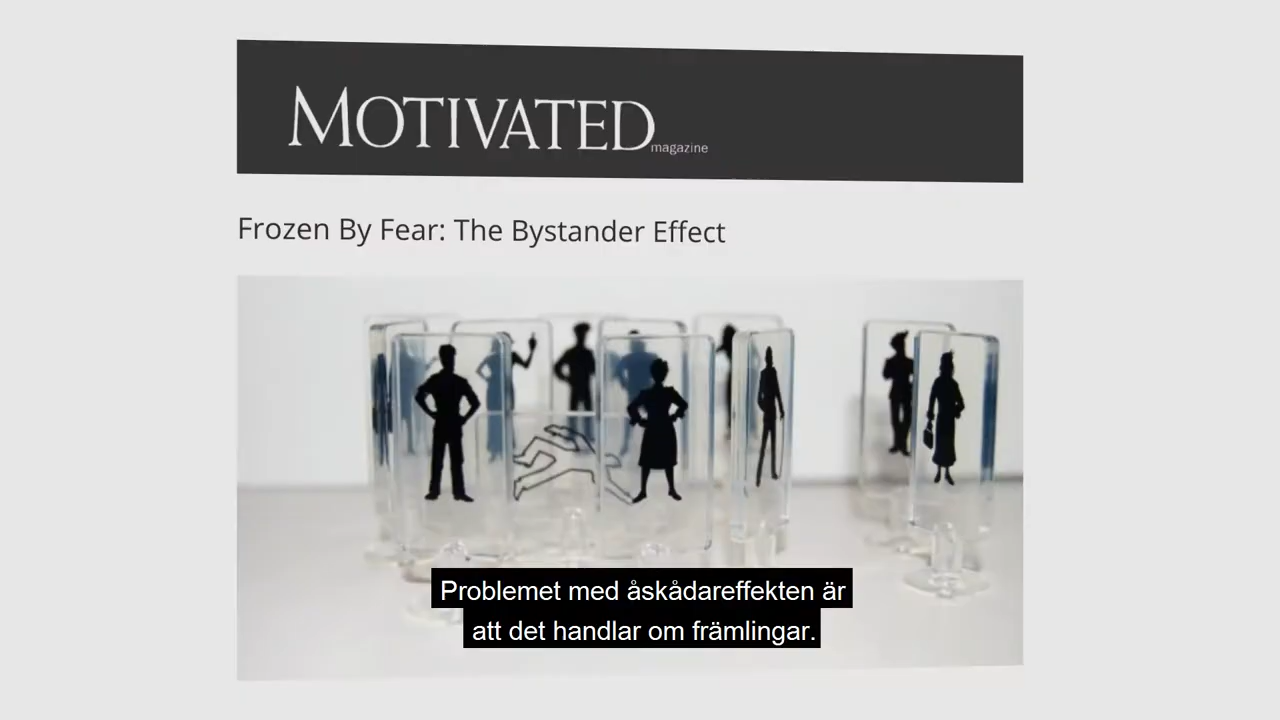 MOTIVATED
magazine
Frozen By Fear: The Bystander Effect
Problemet med åskådareffekten är
att det handlar om främlingar.